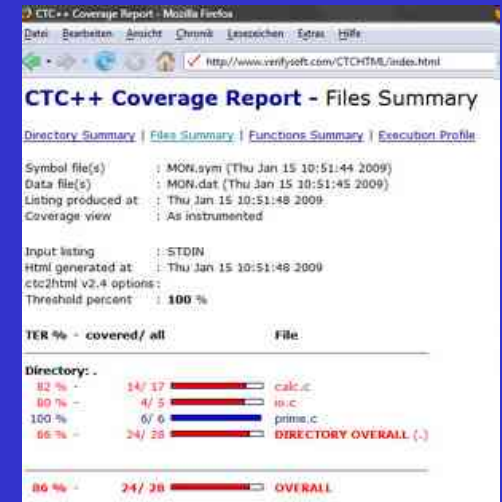 CTC++ Coverage Report - Mozilla Firefox
Datei Bearbeiten Ansicht Chronik Lesezeichen Extras Hilfe
http://www.verifysoft.com/CTCHTML/index.html
CTC++ Coverage Report - Files Summary
Directory Summary | Files Summary | Functions Summary | Execution Profile
Symbol file(s) : MON.sym (Thu Jan 15 10:51:44 2009)
Data file(s) : MON.dat (Thu Jan 15 10:51:45 2009)
Listing produced at : Thu Jan 15 10:51:48 2009
Coverage view : As instrumented
Input listing : STDIN
Html generated at : Thu Jan 15 10:51:48 2009
ctc2html v2.4 options :
Threshold percent : 100 %
TER % - covered/ all File
Directory: .
82 % - 14/ 17 calc.c
80 % - 4/ 5 io.c
100 % 6/ 6 prime.c
86 % - 24/ 28 DIRECTORY OVERALL (.)
86 % - 24/ 28 OVERALL